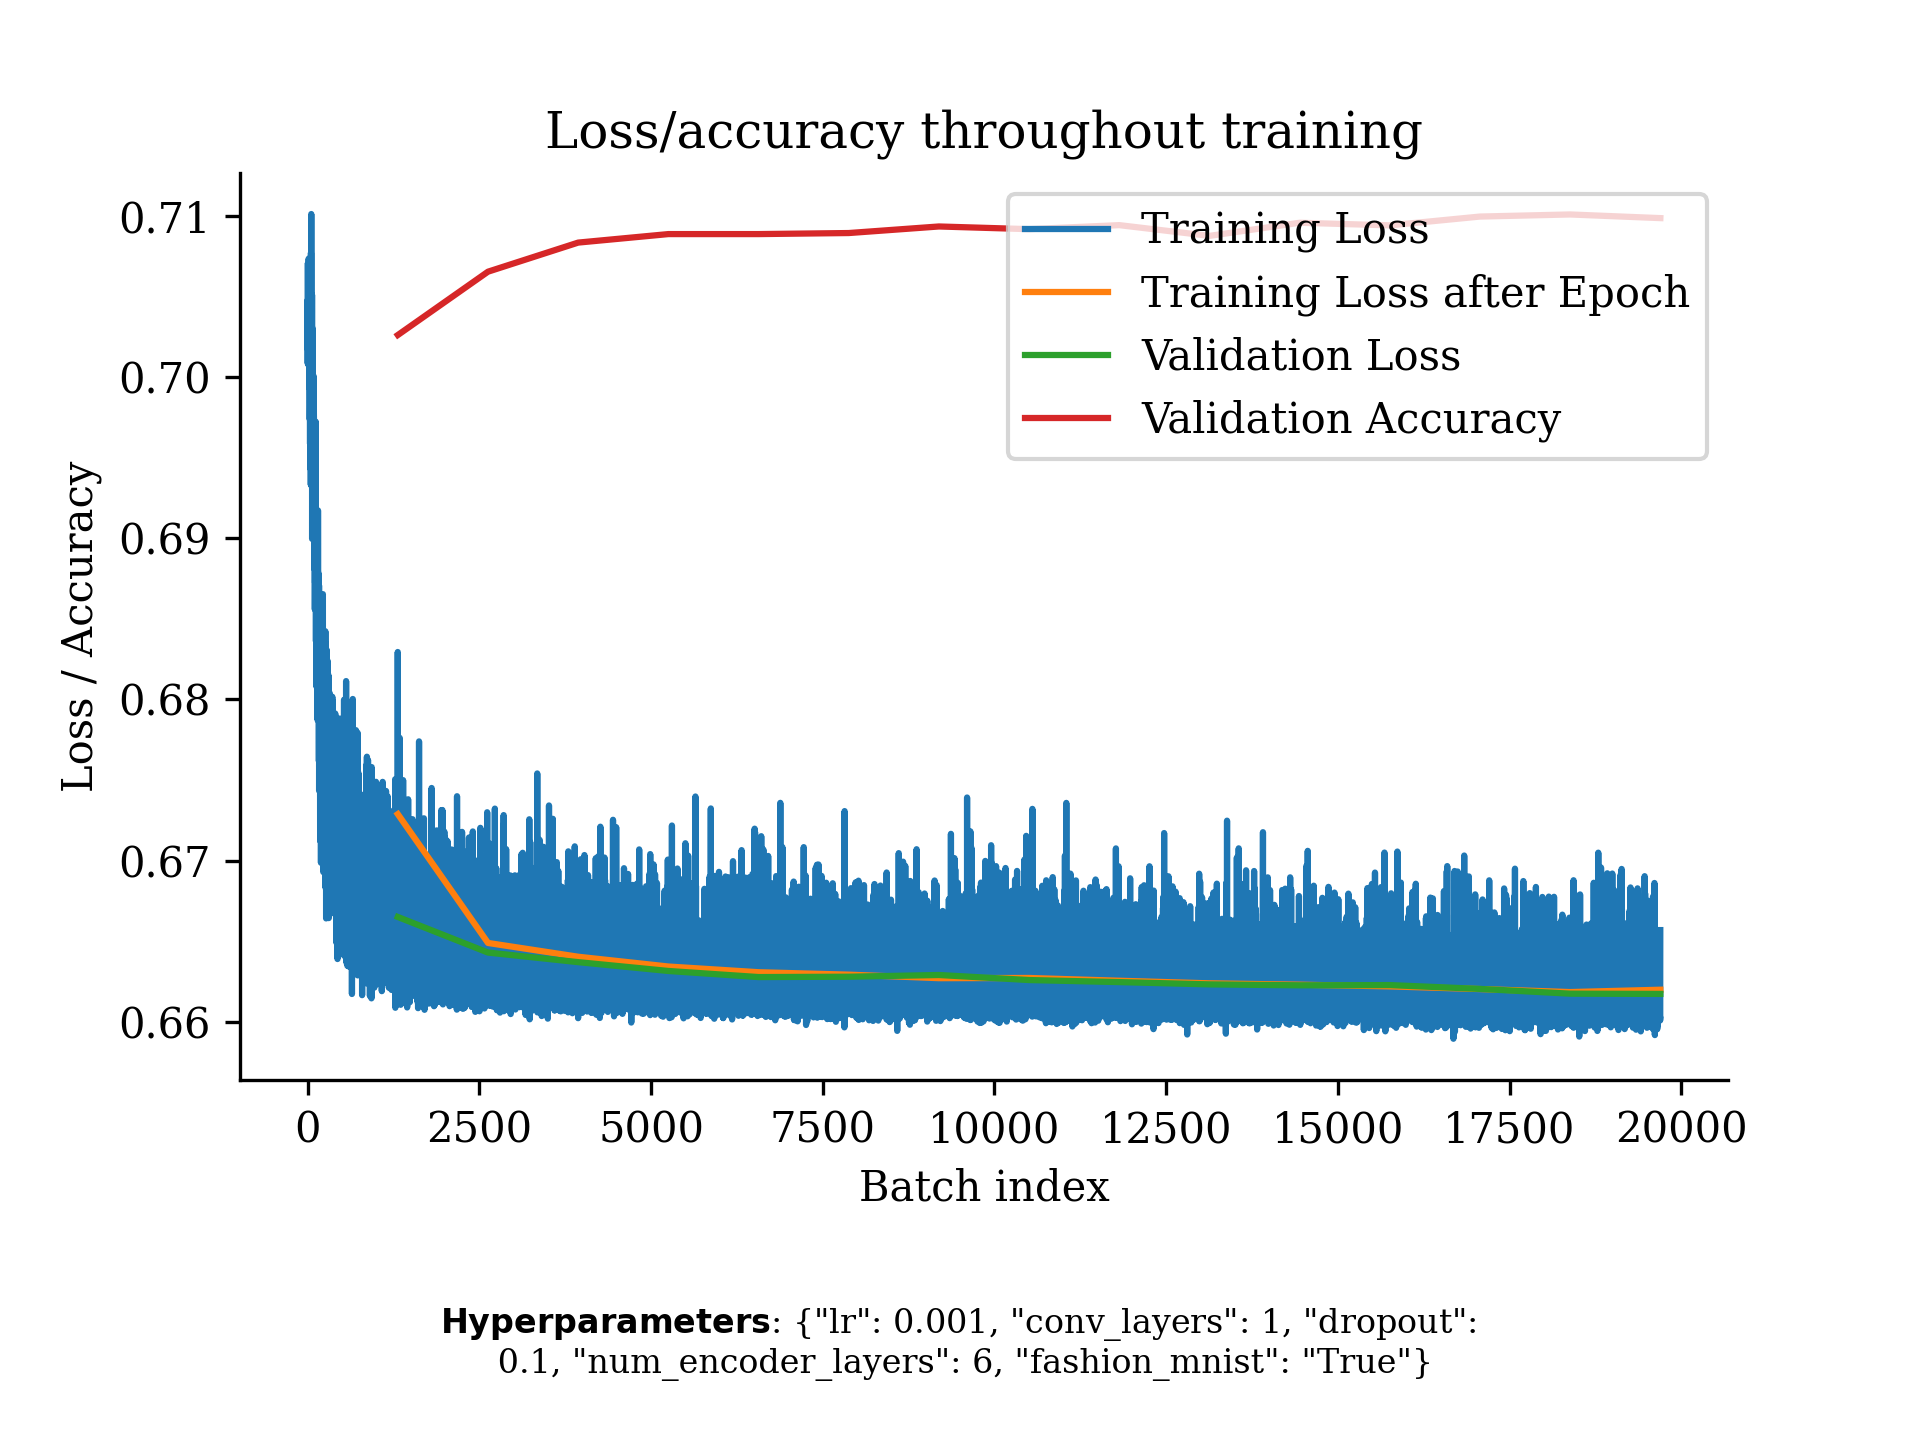 Loss/accuracy throughout training
Training Loss
Training Loss after Epoch
Validation Loss
Validation Accuracy
Loss / Accuracy
0.71
0.70
0.69
0.68
0.67
0.66
0 2500 5000 7500 10000 12500 15000 17500 20000
Batch index
Hyperparameters: {"lr": 0.001, "conv_layers": 1, "dropout":
0.1, "num_encoder_layers": 6, "fashion_mnist": "True"}